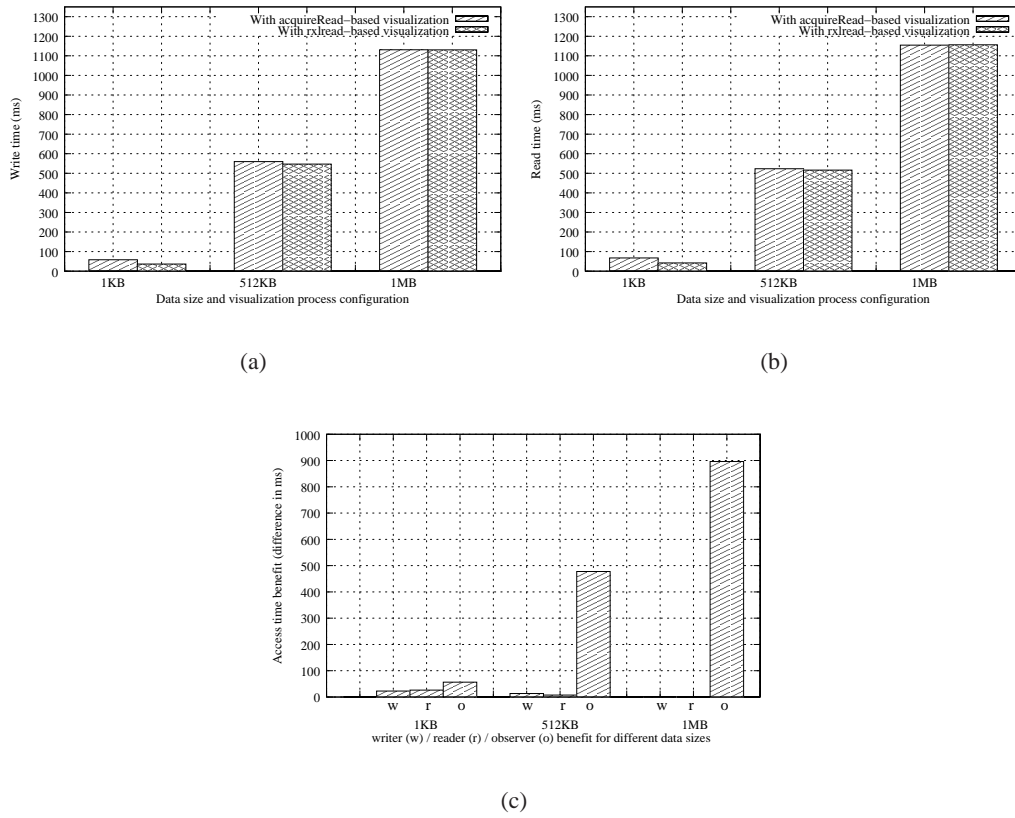 With acquireRead−based visualization
With rxlread−based visualization
1300
1200
1100
1000
900
800
700
600
500
400
300
200
100
0
Write time (ms)
1KB 512KB 1MB
Data size and visualization process configuration
(a)
With acquireRead−based visualization
With rxlread−based visualization
1300
1200
1100
1000
900
800
700
600
500
400
300
200
100
0
Read time (ms)
1KB 512KB 1MB
Data size and visualization process configuration
(b)
1000
900
800
700
600
500
400
300
200
100
0
Access time benefit (difference in ms)
w r o w r o w r o
1KB 512KB 1MB
writer (w) / reader (r) / observer (o) benefit for different data sizes
(c)